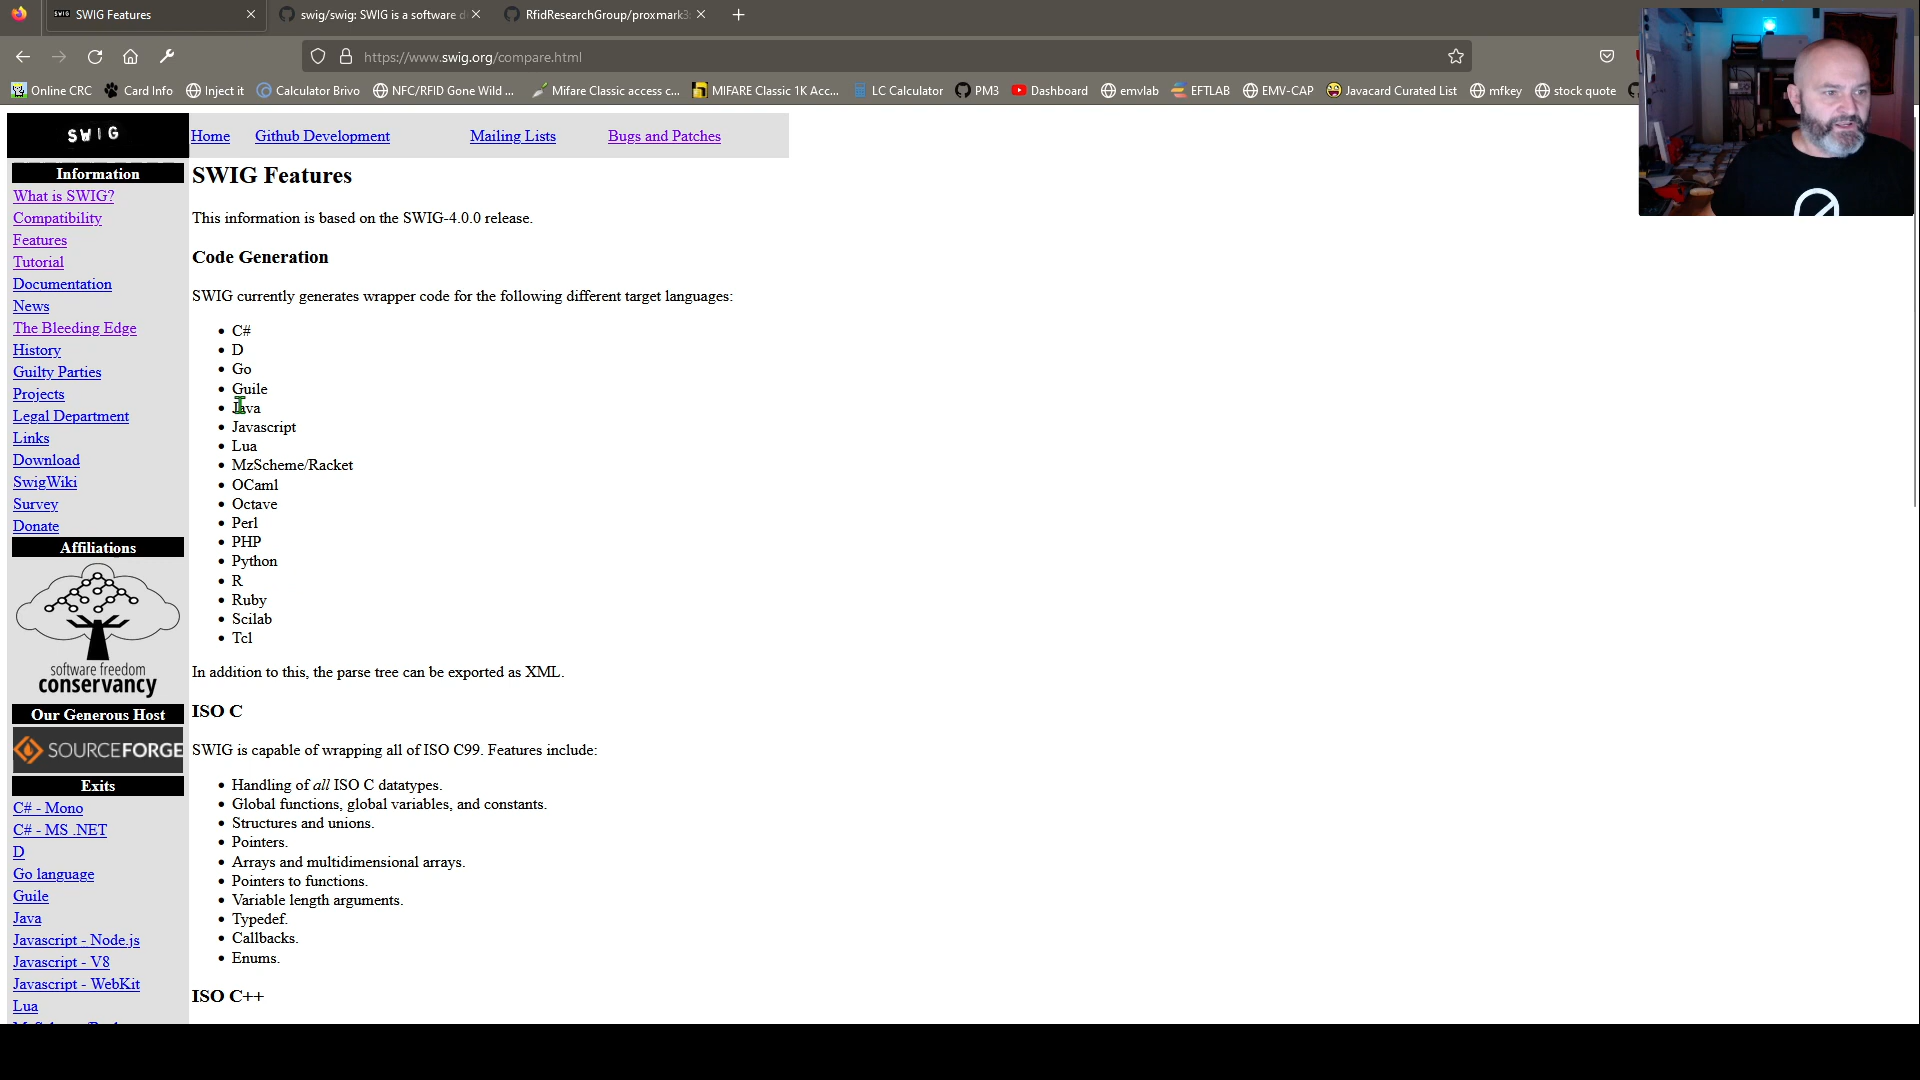 SWIG SWIG Features
swig/swig: SWIG is a software d
RfidResearchGroup/proxmark3
https://www.swig.org/compare.html
Online CRC
Card Info
Inject it
Calculator Brivo
NFC/RFID Gone Wild ...
Mifare Classic access c...
MIFARE Classic 1K Acc...
LC Calculator
PM3
Dashboard
emvlab
EFTLAB
EMV-CAP
Javacard Curated List
mfkey
stock quote
SWIG
Home
Github Development
Mailing Lists
Bugs and Patches
Information
What is SWIG?
Compatibility
Features
Tutorial
Documentation
News
The Bleeding Edge
History
Guilty Parties
Projects
Legal Department
Links
Download
SwigWiki
Survey
Donate
Affiliations
software freedom
conservancy
Our Generous Host
SOURCEFORGE
Exits
C# - Mono
C# - MS .NET
D
Go language
Guile
Java
Javascript - Node.js
Javascript - V8
Javascript - WebKit
Lua
SWIG Features
This information is based on the SWIG-4.0.0 release.
Code Generation
SWIG currently generates wrapper code for the following different target languages:
• C#
• D
• Go
• Guile
• Java
• Javascript
• Lua
• MzScheme/Racket
• OCaml
• Octave
• Perl
• PHP
• Python
• R
• Ruby
• Scilab
• Tcl
In addition to this, the parse tree can be exported as XML.
ISO C
SWIG is capable of wrapping all of ISO C99. Features include:
• Handling of all ISO C datatypes.
• Global functions, global variables, and constants.
• Structures and unions.
• Pointers.
• Arrays and multidimensional arrays.
• Pointers to functions.
• Variable length arguments.
• Typedef.
• Callbacks.
• Enums.
ISO C++